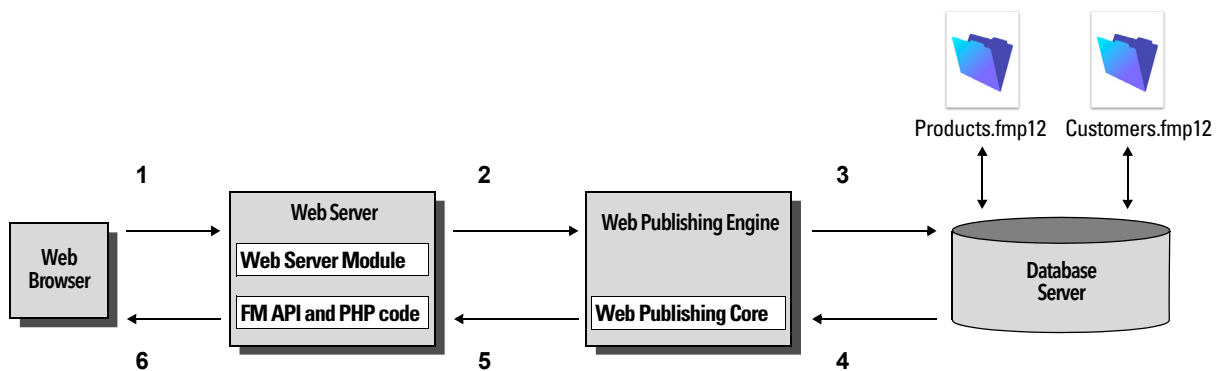 Products.fmp12
Customers.fmp12
1
2
3
Web
Browser
Web Server
Web Server Module
FM API and PHP code
Web Publishing Engine
Web Publishing Core
Database
Server
6
5
4